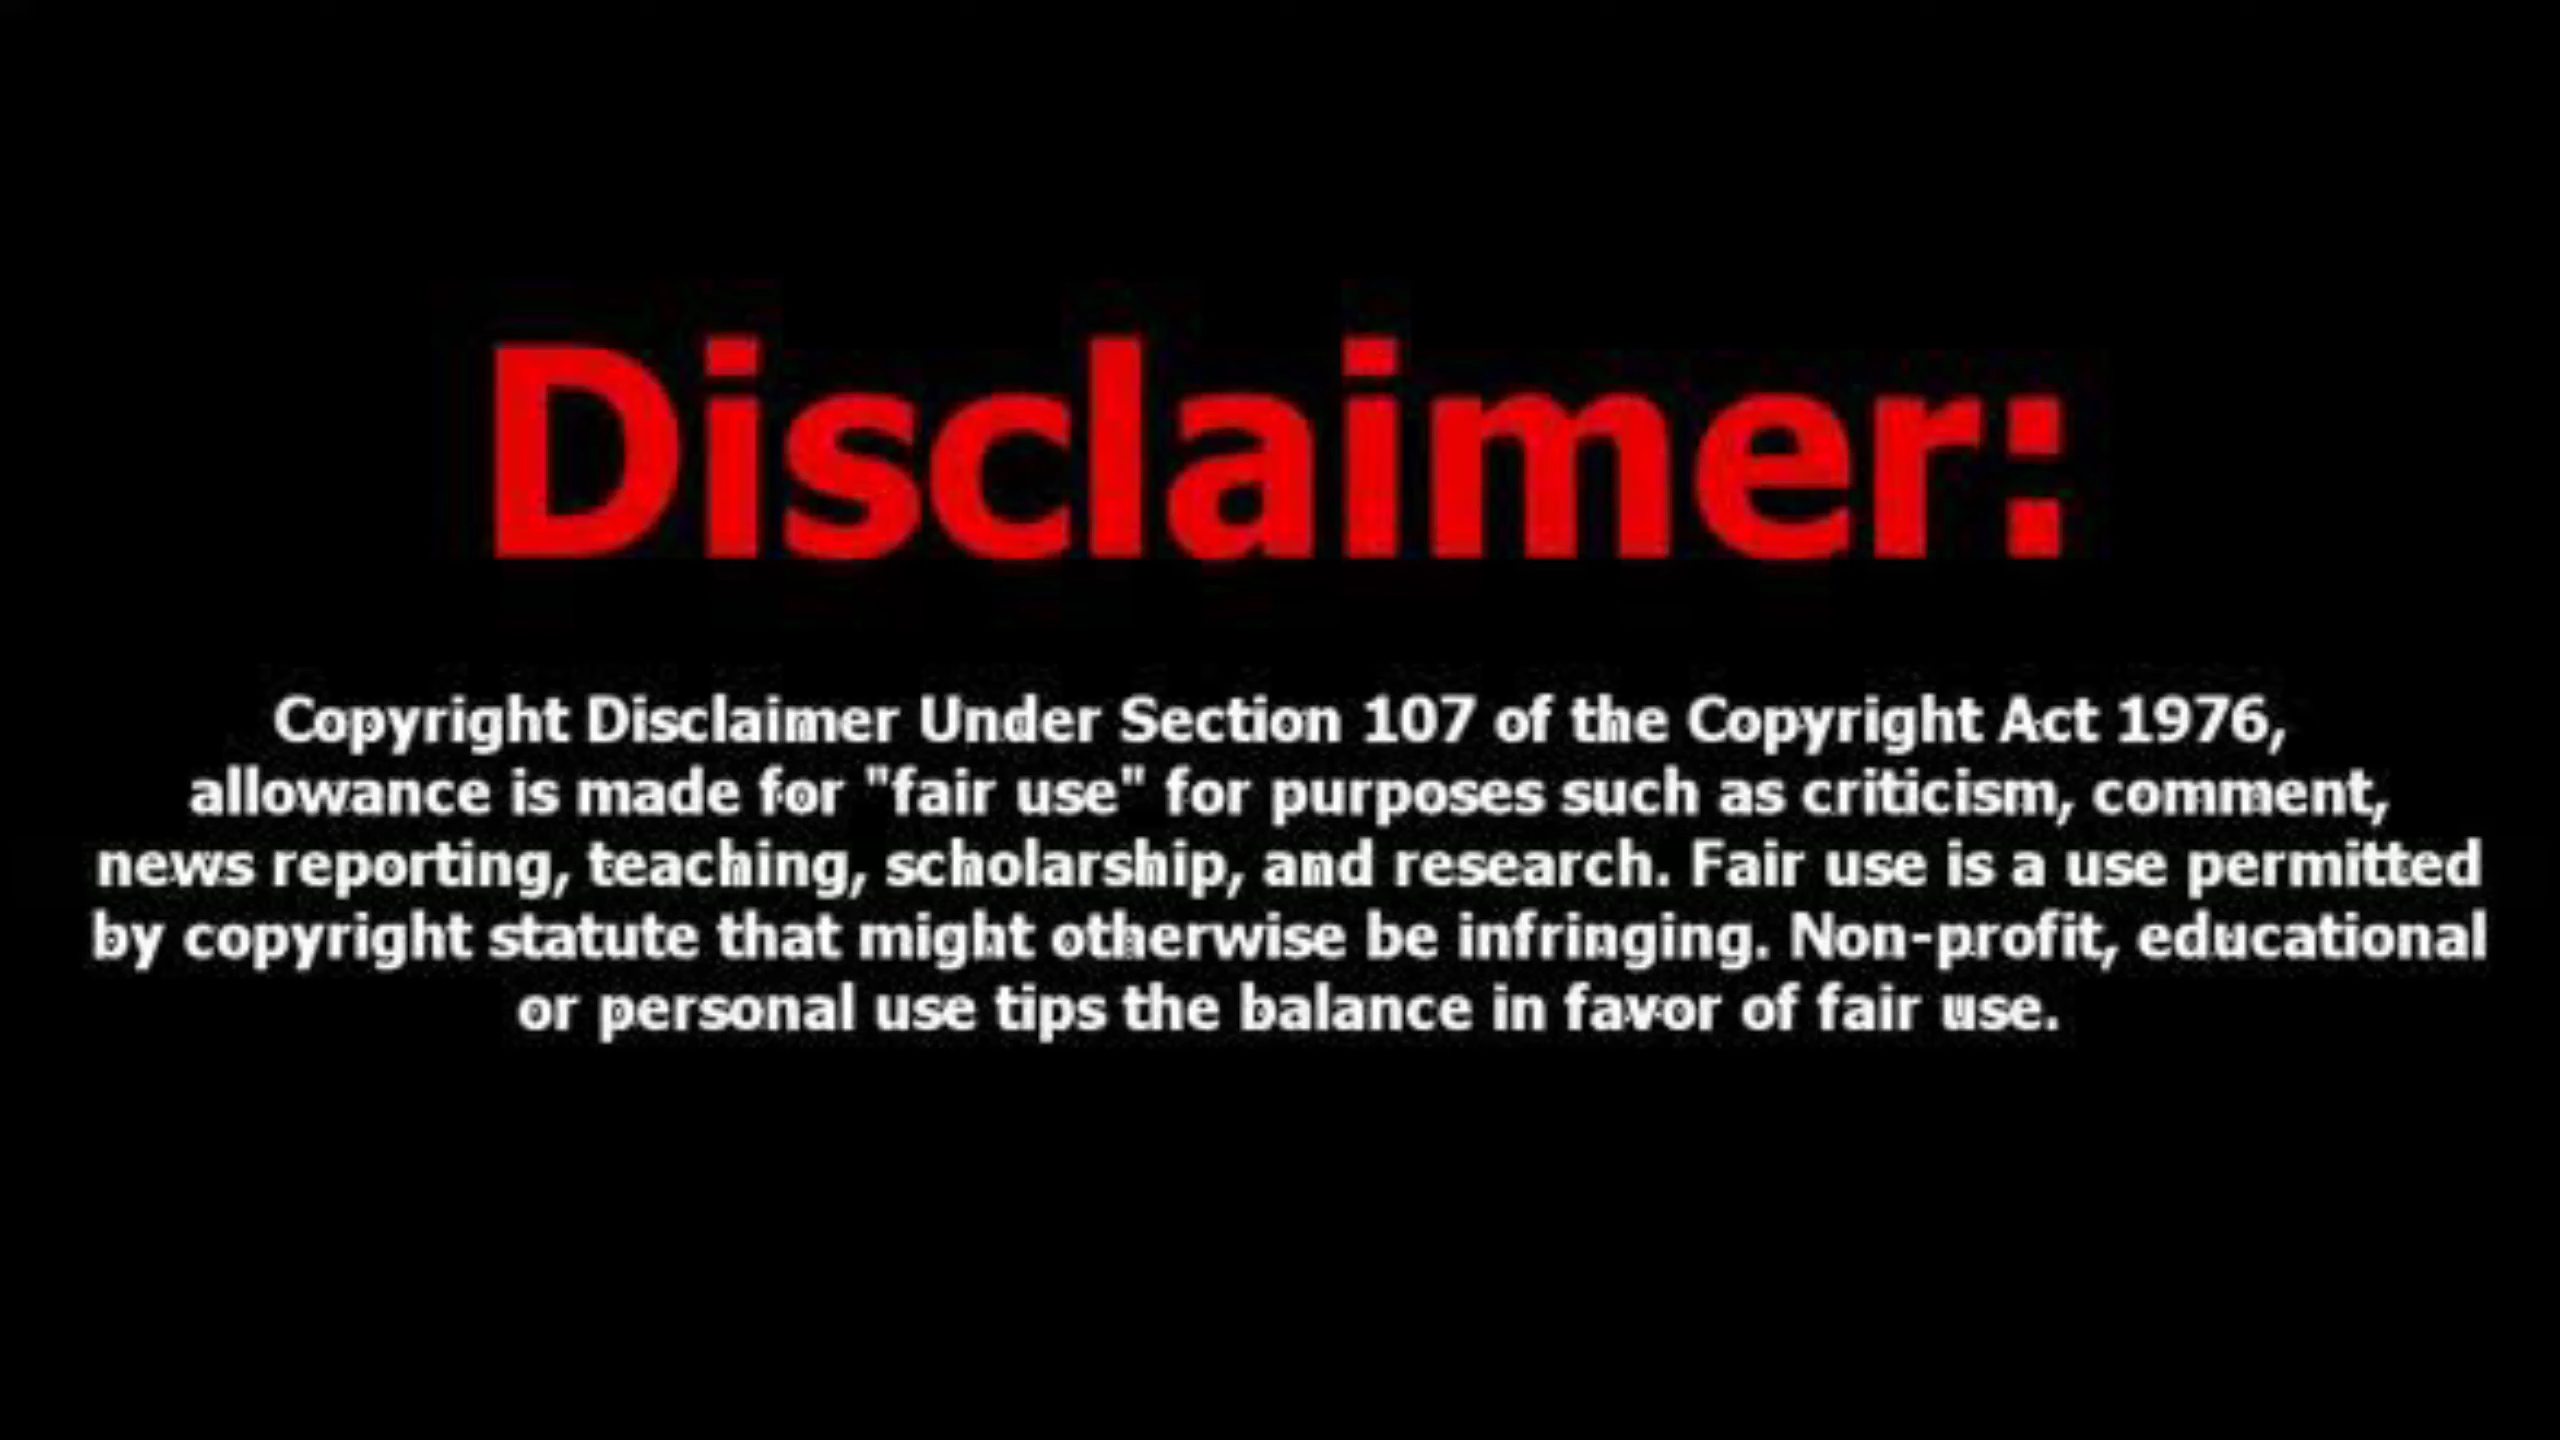 Disclaimer:
Copyright Disclaimer Under Section 107 of the Copyright Act 1976,
allowance is made for "fair use" for purposes such as criticism, comment,
news reporting, teaching, scholarship, and research. Fair use is a use permitted
by copyright statute that might otherwise be infringing. Non-profit, educational
or personal use tips the balance in favor of fair use.